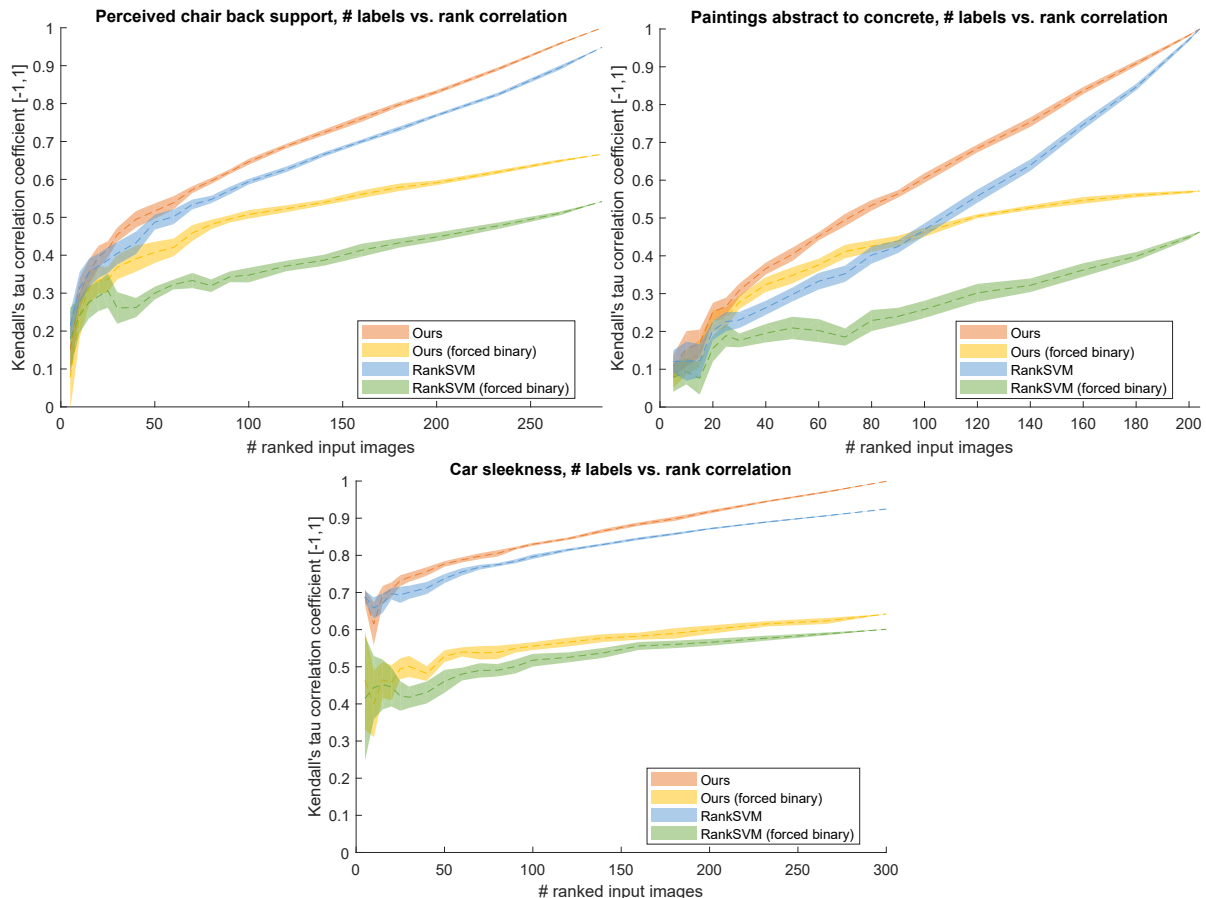 Perceived chair back support, # labels vs. rank correlation
Kendall's tau correlation coefficient [-1,1]
1
0.9
0.8
0.7
0.6
0.5
0.4
0.3
0.2
0.1
0
0 50 100 150 200 250
# ranked input images
Ours
Ours (forced binary)
RankSVM
RankSVM (forced binary)
Paintings abstract to concrete, # labels vs. rank correlation
Kendall's tau correlation coefficient [-1,1]
1
0.9
0.8
0.7
0.6
0.5
0.4
0.3
0.2
0.1
0
0 20 40 60 80 100 120 140 160 180 200
# ranked input images
Ours
Ours (forced binary)
RankSVM
RankSVM (forced binary)
Car sleekness, # labels vs. rank correlation
Kendall's tau correlation coefficient [-1,1]
1
0.9
0.8
0.7
0.6
0.5
0.4
0.3
0.2
0.1
0
0 50 100 150 200 250 300
# ranked input images
Ours
Ours (forced binary)
RankSVM
RankSVM (forced binary)